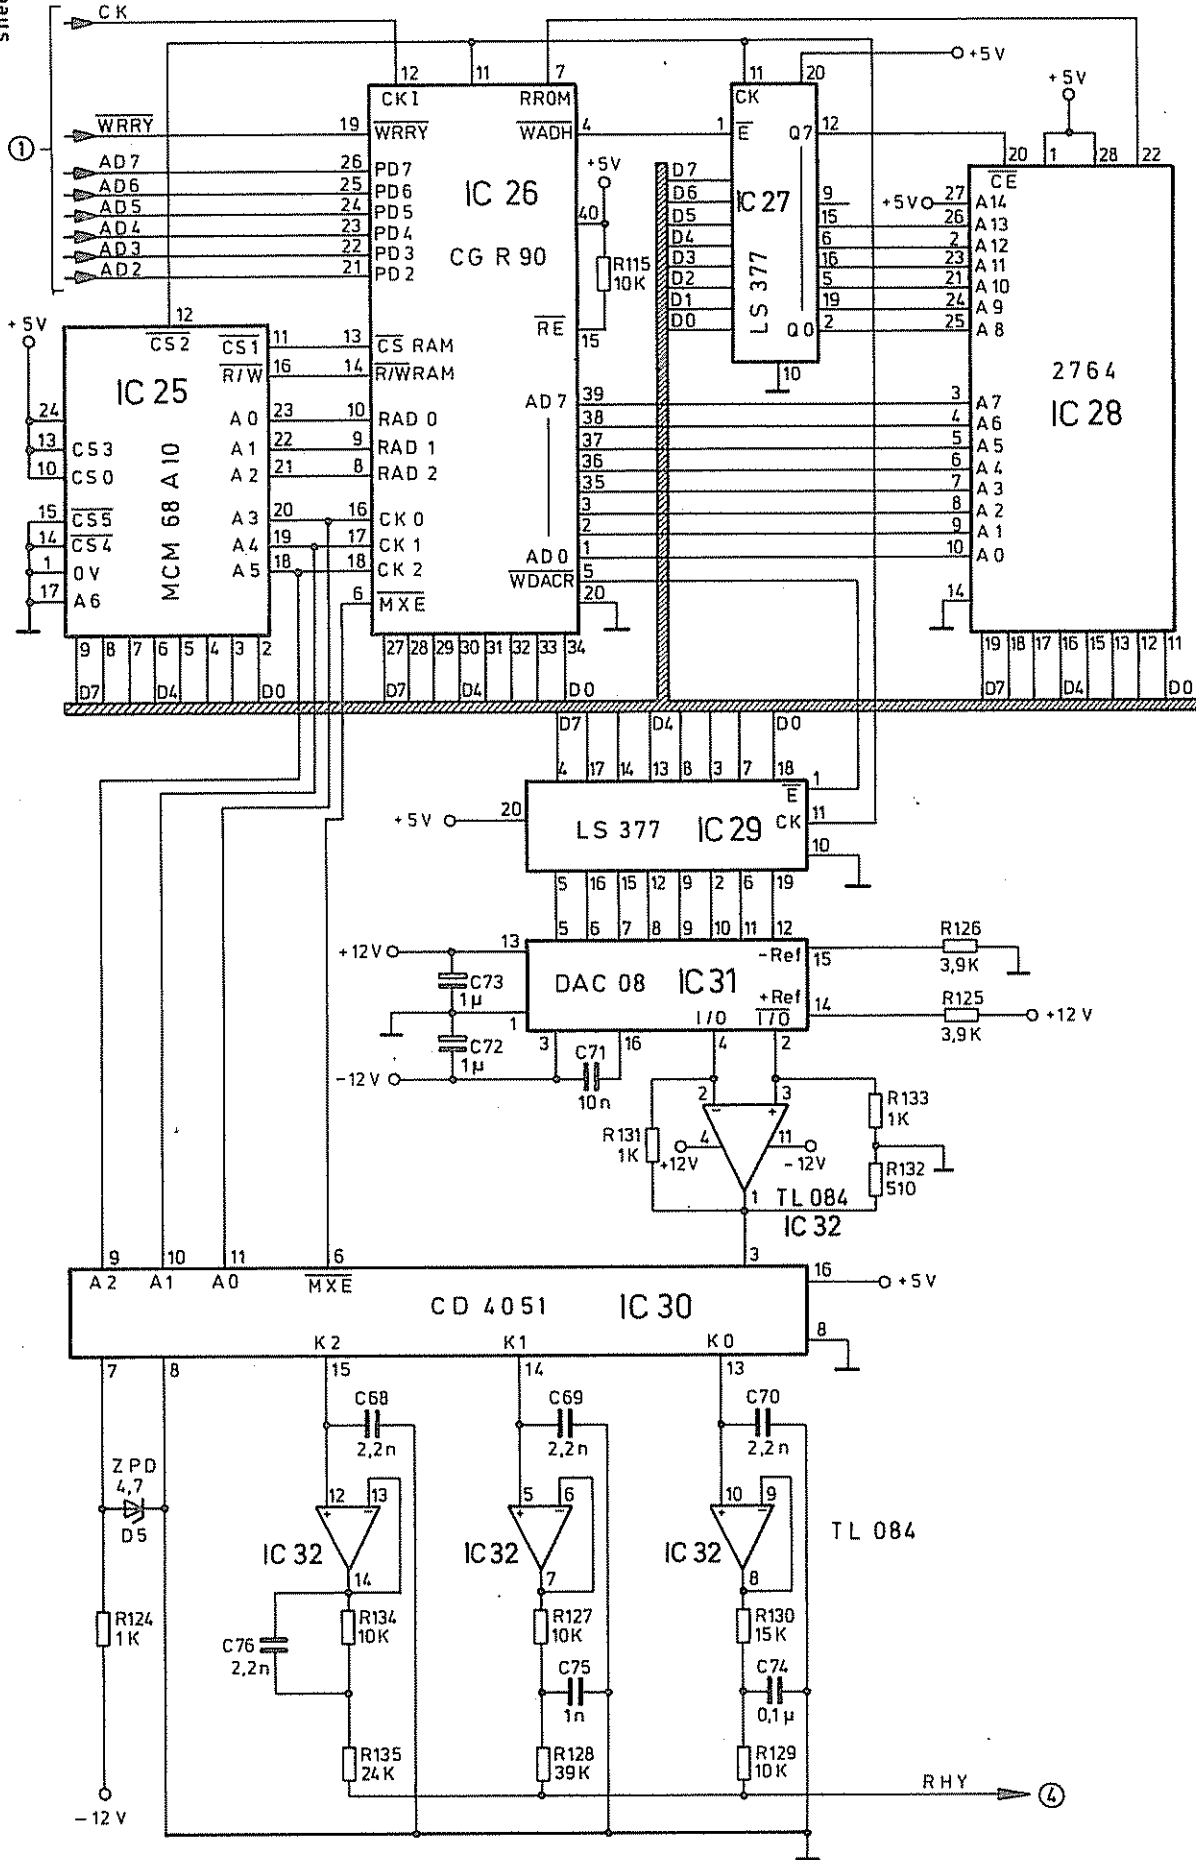 CK
12
11
7
11
20
+5V
+5V
CKI
RROM
CK
①
WRRY
19
WRRY
WADH
4
1
E
Q7
12
20
1
28
22
CE
AD7
26
PD7
IC 26
+5V
D7
IC 27
9
+5V
27
A14
AD6
25
PD6
D6
15
26
A13
AD5
24
PD5
40
D5
6
2
A12
AD4
23
PD4
CG R 90
D4
16
23
A11
AD3
22
PD3
R115
10K
D3
5
21
A10
AD2
21
PD2
D2
LS 377
19
24
A9
D1
D0
Q0
2
25
A8
RE
15
10
+5V
12
CS2
CS1
11
13
CS RAM
2764
IC 28
R/W
16
14
R/WRAM
IC 25
AD7
39
3
A7
24
A0
23
10
RAD 0
38
4
A6
13
CS3
A1
22
9
RAD 1
37
5
A5
10
CS0
A2
21
8
RAD 2
36
6
A4
MCM 68 A10
35
7
A3
15
CS5
A3
20
16
CK0
3
8
A2
14
CS4
A4
19
17
CK1
2
9
A1
1
0V
A5
18
18
CK2
AD0
1
10
A0
17
A6
6
MXE
WDACR
5
20
14
9
8
7
6
5
4
3
2
27
28
29
30
31
32
33
34
19
18
17
16
15
13
12
11
D7
D4
D0
D7
D4
D0
D7
D4
D0
D7
D4
D0
4
17
14
13
8
3
7
18
1
E
+5V
20
LS 377
IC 29
CK
11
10
5
16
15
12
9
2
6
19
5
6
7
8
9
10
11
12
+12V
13
DAC 08
IC 31
-Ref
15
R126
3,9K
C73
1µ
+Ref
14
R125
3,9K
+12V
1
I/O
I/O
C72
1µ
3
16
4
2
-12V
C71
10n
2
-
3
+
R133
1K
R131
1K
4
+12V
11
-12V
R132
510
1
TL 084
IC 32
9
10
11
6
3
A2
A1
A0
MXE
16
+5V
CD 4051
IC 30
8
K2
K1
K0
7
8
15
14
13
C68
2,2n
C69
2,2n
C70
2,2n
ZPD
4,7
D5
12
13
+
-
5
6
+
-
10
9
+
-
TL 084
IC 32
IC 32
IC 32
14
7
8
R124
1K
R134
10K
R127
10K
R130
15K
C76
2,2n
C75
1n
C74
0,1µ
R135
24K
R128
39K
R129
10K
-12V
RHY
④